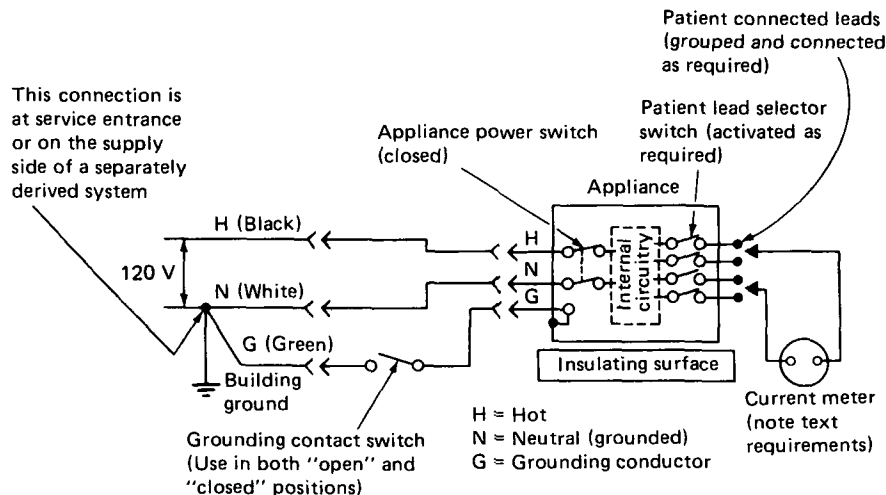 Patient connected leads
(grouped and connected
as required)
This connection is
at service entrance
or on the supply
side of a separately
derived system
Appliance power switch
(closed)
Patient lead selector
switch (activated as
required)
Appliance
H (Black)
H
120 V
N
Internal
circuitry
N (White)
G
G (Green)
Building
ground
Insulating surface
Grounding contact switch
(Use in both "open" and
"closed" positions)
H = Hot
N = Neutral (grounded)
G = Grounding conductor
Current meter
(note text
requirements)